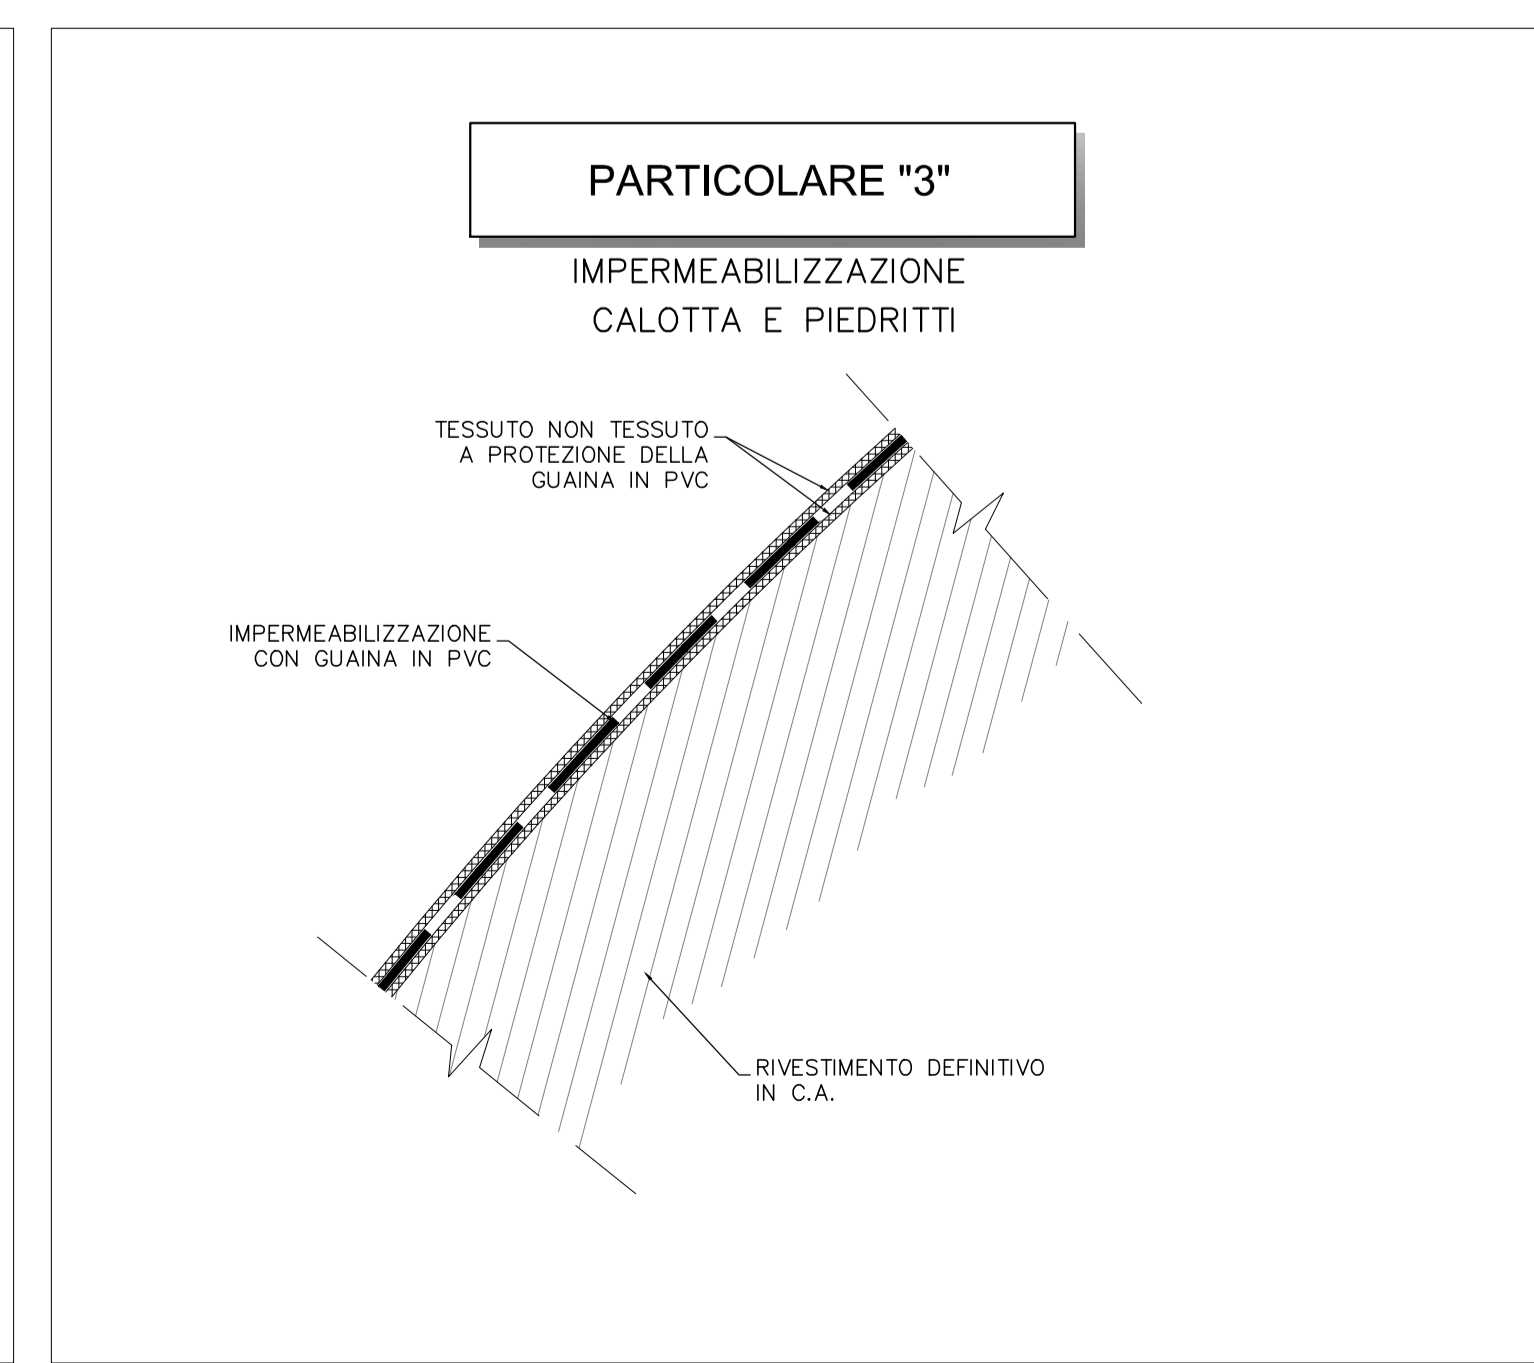 PARTICOLARE "3"
IMPERMEABILIZZAZIONE
CALOTTA E PIEDRITTI
TESSUTO NON TESSUTO
A PROTEZIONE DELLA
GUAINA IN PVC
IMPERMEABILIZZAZIONE
CON GUAINA IN PVC
RIVESTIMENTO DEFINITIVO
IN C.A.